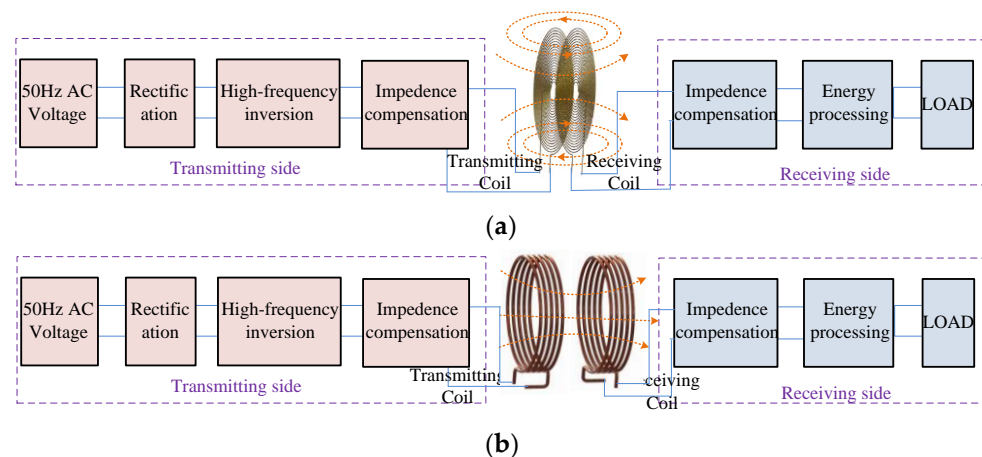 50Hz AC
Voltage
Rectific
ation
High-frequency
inversion
Impedence
compensation
Transmitting side
Transmitting
Coil
Receiving
Coil
Impedence
compensation
Energy
processing
LOAD
Receiving side
(a)
50Hz AC
Voltage
Rectific
ation
High-frequency
inversion
Impedence
compensation
Transmitting side
Transmitting
Coil
ceiving
Coil
Impedence
compensation
Energy
processing
LOAD
Receiving side
(b)